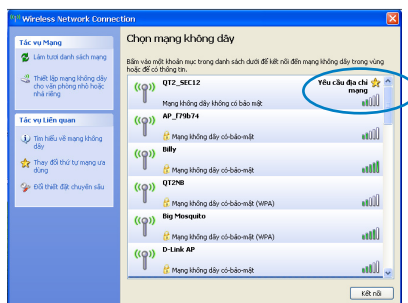 Wireless Network Connection
Tác vụ Mạng
Làm tươi danh sách mạng
Thiết lập mạng không dây
cho văn phòng nhỏ hoặc
nhà riêng
Tác vụ Liên quan
Tìm hiểu về mạng không
dây
Thay đổi thứ tự mạng ưa
dùng
Đổi thiết đặt chuyên sâu
Chọn mạng không dây
Bấm vào một khoản mục trong danh sách dưới để kết nối đến mạng không dây trong vùng
hoặc để có thông tin.
QT2_SEC12
Yêu cầu địa chỉ
mạng
Mạng không dây không có bảo mật
AP_f79b74
Mạng không dây có-bảo-mật
Billy
Mạng không dây có-bảo-mật
QT2NB
Mạng không dây có-bảo-mật (WPA)
Big Mosquito
Mạng không dây có-bảo-mật (WPA)
D-Link AP
Mạng không dây có-bảo-mật
Kết nối